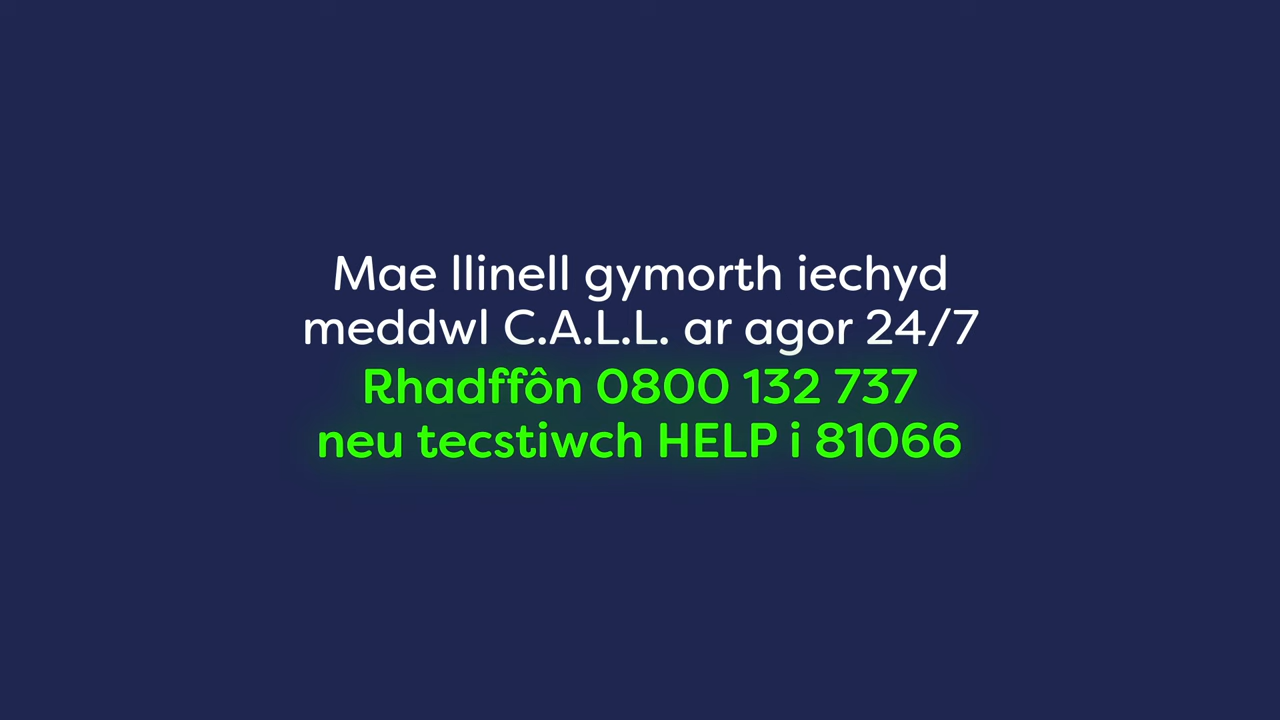 Mae llinell gymorth iechyd
meddwl C.A.L.L. ar agor 24/7
Rhadffôn 0800 132 737
neu tecstiwch HELP i 81066